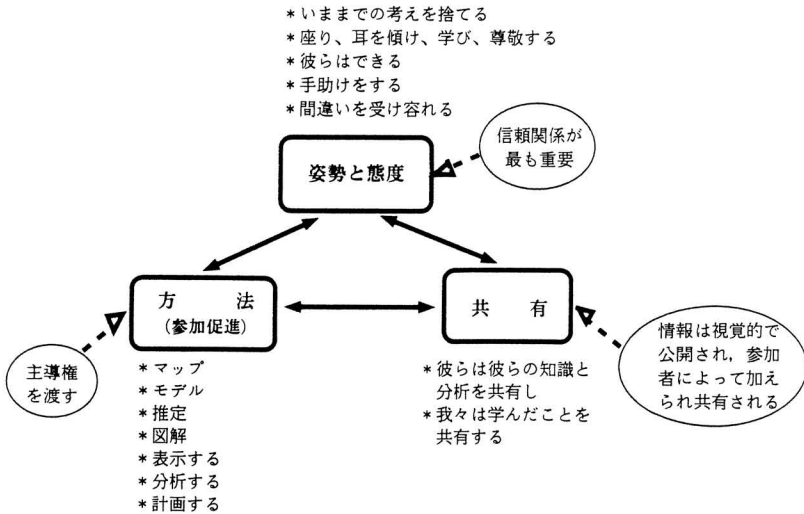 *いままでの考えを捨てる
*座り、耳を傾け、学び、尊敬する
*彼らはできる
*手助けをする
*間違いを受け容れる
信頼関係が
最も重要
姿勢と態度
方　　法
(参加促進)
共　有
主導権
を渡す
*マップ
*モデル
*推定
*図解
*表示する
*分析する
*計画する
*彼らは彼らの知識と
分析を共有し
*我々は学んだことを
共有する
情報は視覚的で
公開され，参加
者によって加え
られ共有される